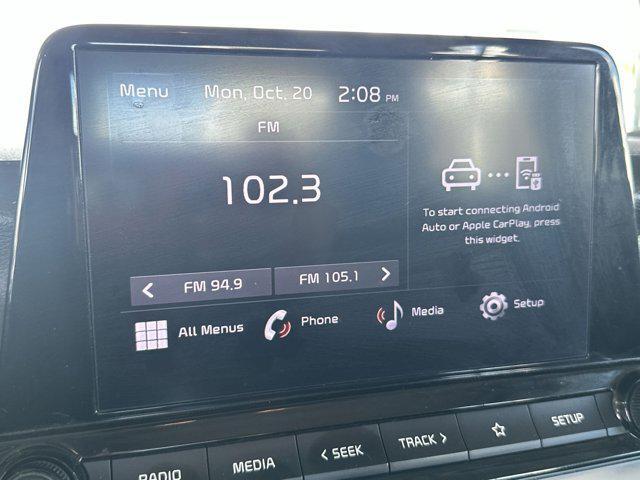 Menu Mon, Oct. 20 2:08 PM
FM
102.3
To start connecting Android
Auto or Apple CarPlay, press
this widget.
< FM 94.9 FM 105.1 >
All Menus Phone Media Setup
RADIO MEDIA < SEEK TRACK > ☆ SETUP